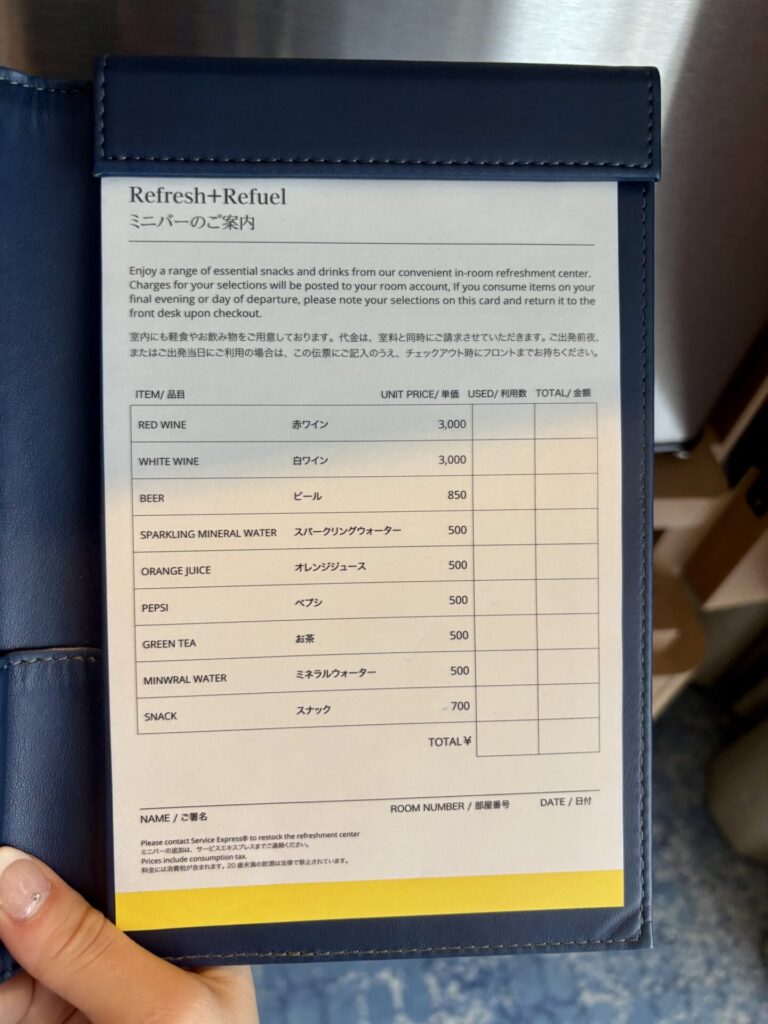 Refresh+Refuel
ミニバーのご案内
Enjoy a range of essential snacks and drinks from our convenient in-room refreshment center.
Charges for your selections will be posted to your room account, If you consume items on your
final evening or day of departure, please note your selections on this card and return it to the
front desk upon checkout.
室内にも軽食やお飲み物をご用意しております。代金は、室料と同時にご請求させていただきます。ご出発前夜、
またはご出発当日にご利用の場合は、この伝票にご記入のうえ、チェックアウト時にフロントまでお持ちください。
ITEM/ 品目 UNIT PRICE/ 単価 USED/ 利用数 TOTAL/ 金額
RED WINE 赤ワイン 3,000
WHITE WINE 白ワイン 3,000
BEER ビール 850
SPARKLING MINERAL WATER スパークリングウォーター 500
ORANGE JUICE オレンジジュース 500
PEPSI ペプシ 500
GREEN TEA お茶 500
MINWRAL WATER ミネラルウォーター 500
SNACK スナック 700
TOTAL ¥
NAME / ご署名 ROOM NUMBER / 部屋番号 DATE / 日付
Please contact Service Express® to restock the refreshment center
ミニバーの追加は、サービスエキスプレスまでご連絡ください。
Prices include consumption tax.
料金には消費税が含まれます。20 歳未満の飲酒は法律で禁止されています。